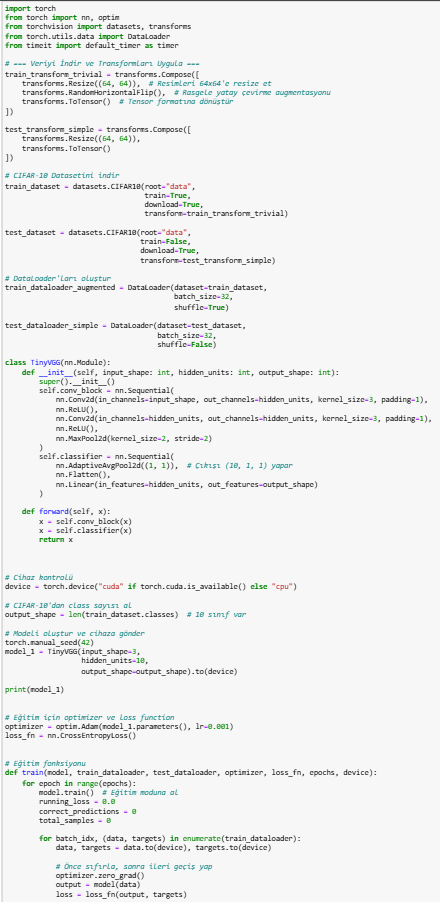 import torch
from torch import nn, optim
from torchvision import datasets, transforms
from torch.utils.data import DataLoader
from timeit import default_timer as timer

# === Veriyi İndir ve Transformları Uygula ===
train_transform_trivial = transforms.Compose([
    transforms.Resize((64, 64)),  # Resimleri 64x64'e resize et
    transforms.RandomHorizontalFlip(),  # Rasgele yatay çevirme augmentasyonu
    transforms.ToTensor()  # Tensor formatına dönüştür
])

test_transform_simple = transforms.Compose([
    transforms.Resize((64, 64)),
    transforms.ToTensor()
])

# CIFAR-10 Datasetini indir
train_dataset = datasets.CIFAR10(root="data",
                                 train=True,
                                 download=True,
                                 transform=train_transform_trivial)

test_dataset = datasets.CIFAR10(root="data",
                                train=False,
                                download=True,
                                transform=test_transform_simple)

# DataLoader'ları oluştur
train_dataloader_augmented = DataLoader(dataset=train_dataset,
                                        batch_size=32,
                                        shuffle=True)

test_dataloader_simple = DataLoader(dataset=test_dataset,
                                    batch_size=32,
                                    shuffle=False)

class TinyVGG(nn.Module):
    def __init__(self, input_shape: int, hidden_units: int, output_shape: int):
        super().__init__()
        self.conv_block = nn.Sequential(
            nn.Conv2d(in_channels=input_shape, out_channels=hidden_units, kernel_size=3, padding=1),
            nn.ReLU(),
            nn.Conv2d(in_channels=hidden_units, out_channels=hidden_units, kernel_size=3, padding=1),
            nn.ReLU(),
            nn.MaxPool2d(kernel_size=2, stride=2)
        )
        self.classifier = nn.Sequential(
            nn.AdaptiveAvgPool2d((1, 1)),  # Çıkışı (10, 1, 1) yapar
            nn.Flatten(),
            nn.Linear(in_features=hidden_units, out_features=output_shape)
        )

    def forward(self, x):
        x = self.conv_block(x)
        x = self.classifier(x)
        return x

# Cihaz kontrolü
device = torch.device("cuda" if torch.cuda.is_available() else "cpu")

# CIFAR-10'dan class sayısı al
output_shape = len(train_dataset.classes)  # 10 sınıf var

# Modeli oluştur ve cihaza gönder
torch.manual_seed(42)
model_1 = TinyVGG(input_shape=3,
                  hidden_units=10,
                  output_shape=output_shape).to(device)

print(model_1)

# Eğitim için optimizer ve loss function
optimizer = optim.Adam(model_1.parameters(), lr=0.001)
loss_fn = nn.CrossEntropyLoss()

# Eğitim fonksiyonu
def train(model, train_dataloader, test_dataloader, optimizer, loss_fn, epochs, device):
    for epoch in range(epochs):
        model.train()  # Eğitim moduna al
        running_loss = 0.0
        correct_predictions = 0
        total_samples = 0

        for batch_idx, (data, targets) in enumerate(train_dataloader):
            data, targets = data.to(device), targets.to(device)

            # Önce sıfırla, sonra ileri geçiş yap
            optimizer.zero_grad()
            output = model(data)
            loss = loss_fn(output, targets)